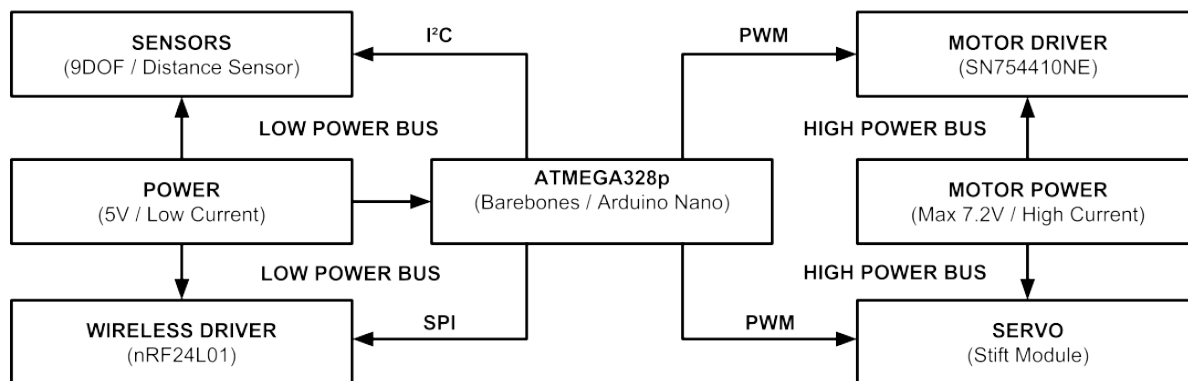 SENSORS
(9DOF / Distance Sensor)
I²C
PWM
MOTOR DRIVER
(SN754410NE)
LOW POWER BUS
HIGH POWER BUS
POWER
(5V / Low Current)
ATMEGA328p
(Barebones / Arduino Nano)
MOTOR POWER
(Max 7.2V / High Current)
LOW POWER BUS
HIGH POWER BUS
WIRELESS DRIVER
(nRF24L01)
SPI
PWM
SERVO
(Stift Module)